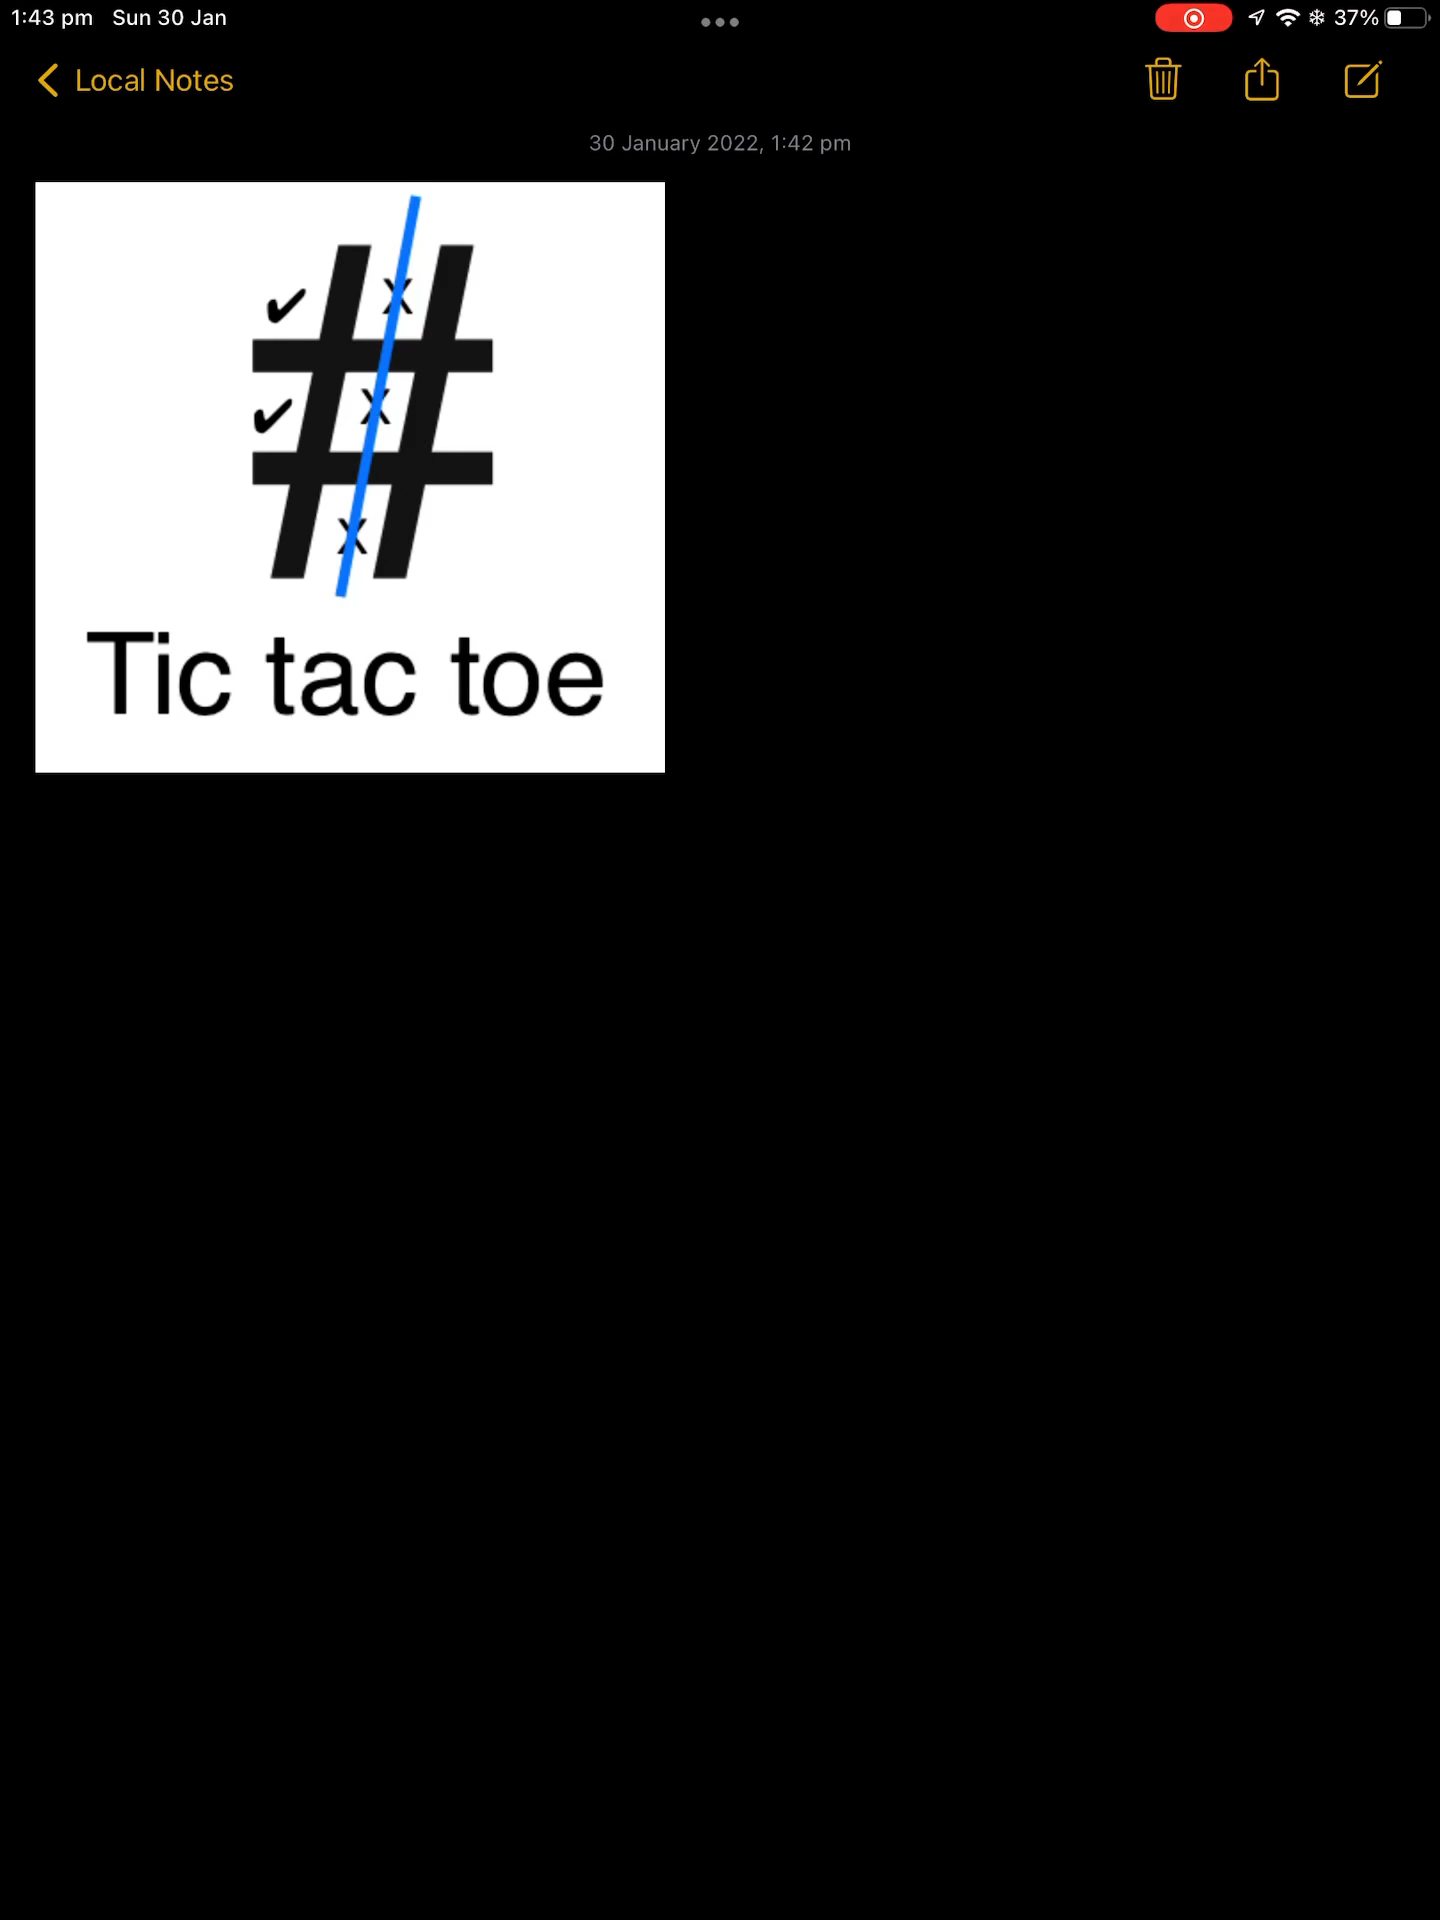 1:43 pm Sun 30 Jan 37%
Local Notes
30 January 2022, 1:42 pm
✔ X
#
✔ X
X
Tic tac toe